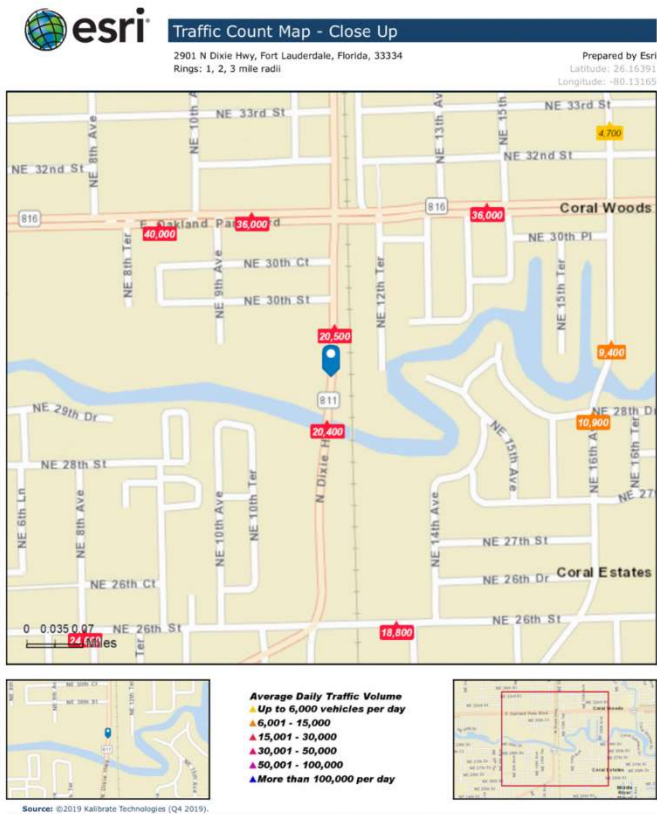 esri
Traffic Count Map - Close Up
2901 N Dixie Hwy, Fort Lauderdale, Florida, 33334
Prepared by Esri
Rings: 1, 2, 3 mile radii
Latitude: 26.16391
Longitude: -80.13165
NE 33rd St
NE 33rd St
NE 8th Ave
NE 10th A
NE 13th Av
NE 15th
4,700
NE 32nd St
NE 32nd St
816
E Oakland Pa
rd
40,000
36,000
816
36,000
Coral Woods
NE 30th Pl
NE 8th Ter
NE 9th Ave
NE 30th Ct
NE 30th St
NE 12th Ter
NE 15th Ter
20,500
9,400
811
NE 29th Dr
20,400
N Dixie H
NE 28th Dr
10,900
NE 28th St
NE 6th Ln
NE 8th Ave
NE 10th Ave
NE 10th Ter
NE 14th Ave
NE 15th Ave
NE 16th A
NE 16th Ter
NE 27
NE 27th St
NE 26th Ct
NE 26th Dr
Coral Estates
NE 26th St
NE 26th St
Ter
18,800
0 0.035 0.07
Miles
Average Daily Traffic Volume
Up to 6,000 vehicles per day
6,001 - 15,000
15,001 - 30,000
30,001 - 50,000
50,001 - 100,000
More than 100,000 per day
Source: ©2019 Kalibrate Technologies (Q4 2019).